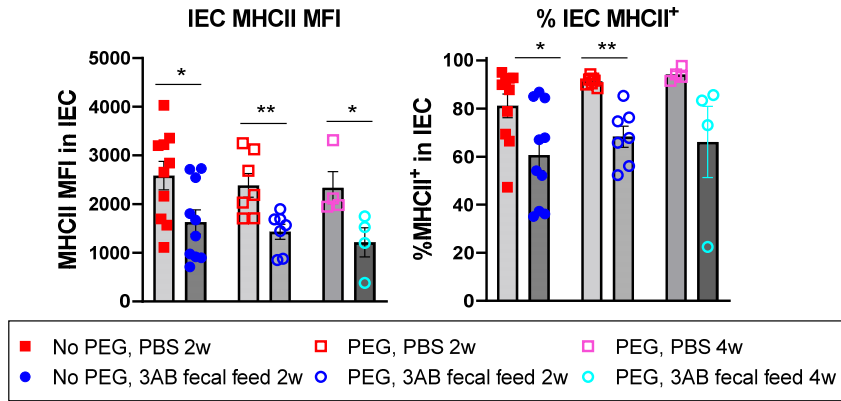 IEC MHCII MFI
MHCII MFI in IEC
5000
4000
3000
2000
1000
0
*
**
*
% IEC MHCII⁺
%MHCII⁺ in IEC
100
80
60
40
20
0
*
**
No PEG, PBS 2w
PEG, PBS 2w
PEG, PBS 4w
No PEG, 3AB fecal feed 2w
PEG, 3AB fecal feed 2w
PEG, 3AB fecal feed 4w